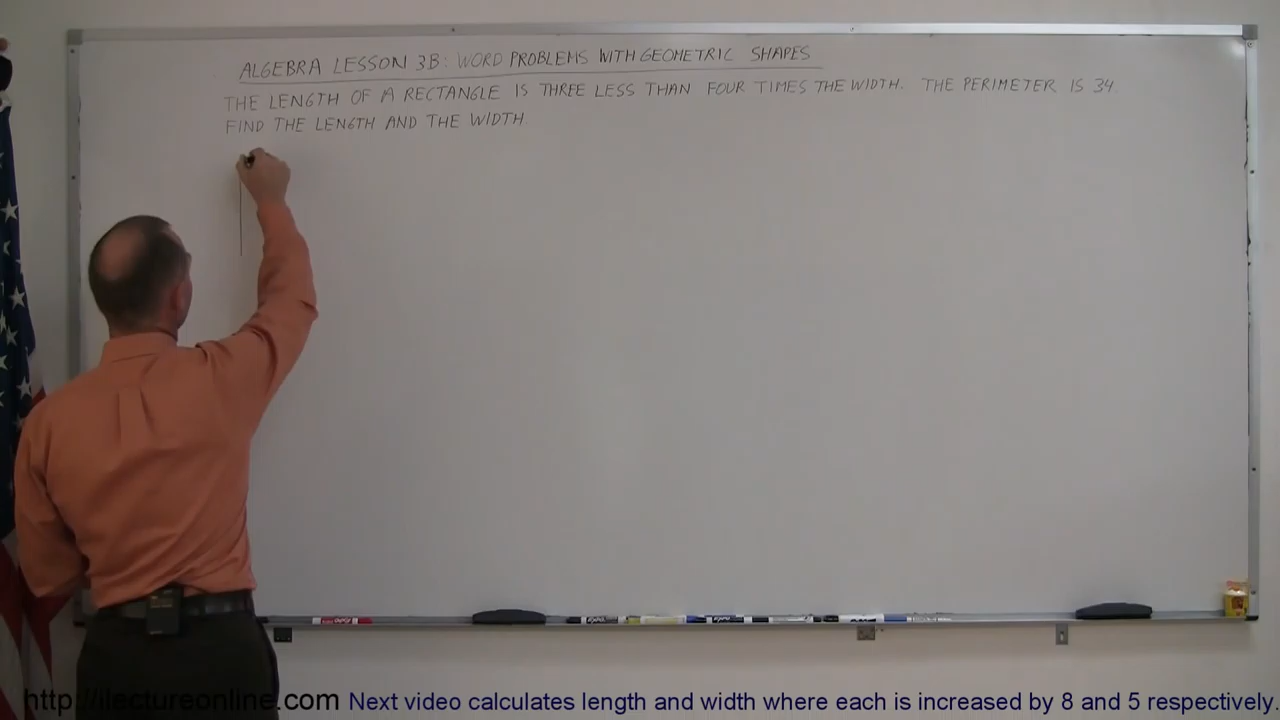 ALGEBRA LESSON 3B: WORD PROBLEMS WITH GEOMETRIC SHAPES
THE LENGTH OF A RECTANGLE IS THREE LESS THAN FOUR TIMES THE WIDTH. THE PERIMETER IS 34.
FIND THE LENGTH AND THE WIDTH.
http://ilectureonline.com Next video calculates length and width where each is increased by 8 and 5 respectively.